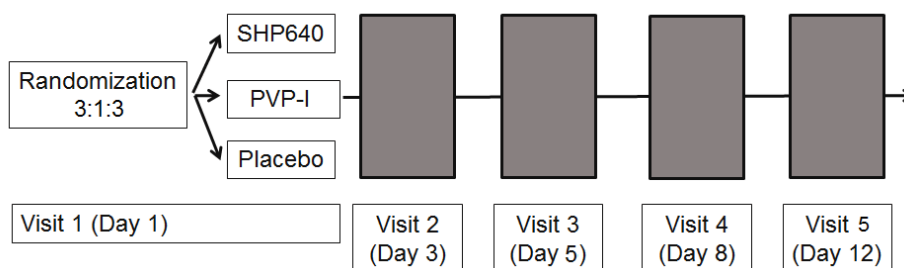 SHP640
Randomization
3:1:3
PVP-I
Placebo
Visit 1 (Day 1)
Visit 2
(Day 3)
Visit 3
(Day 5)
Visit 4
(Day 8)
Visit 5
(Day 12)